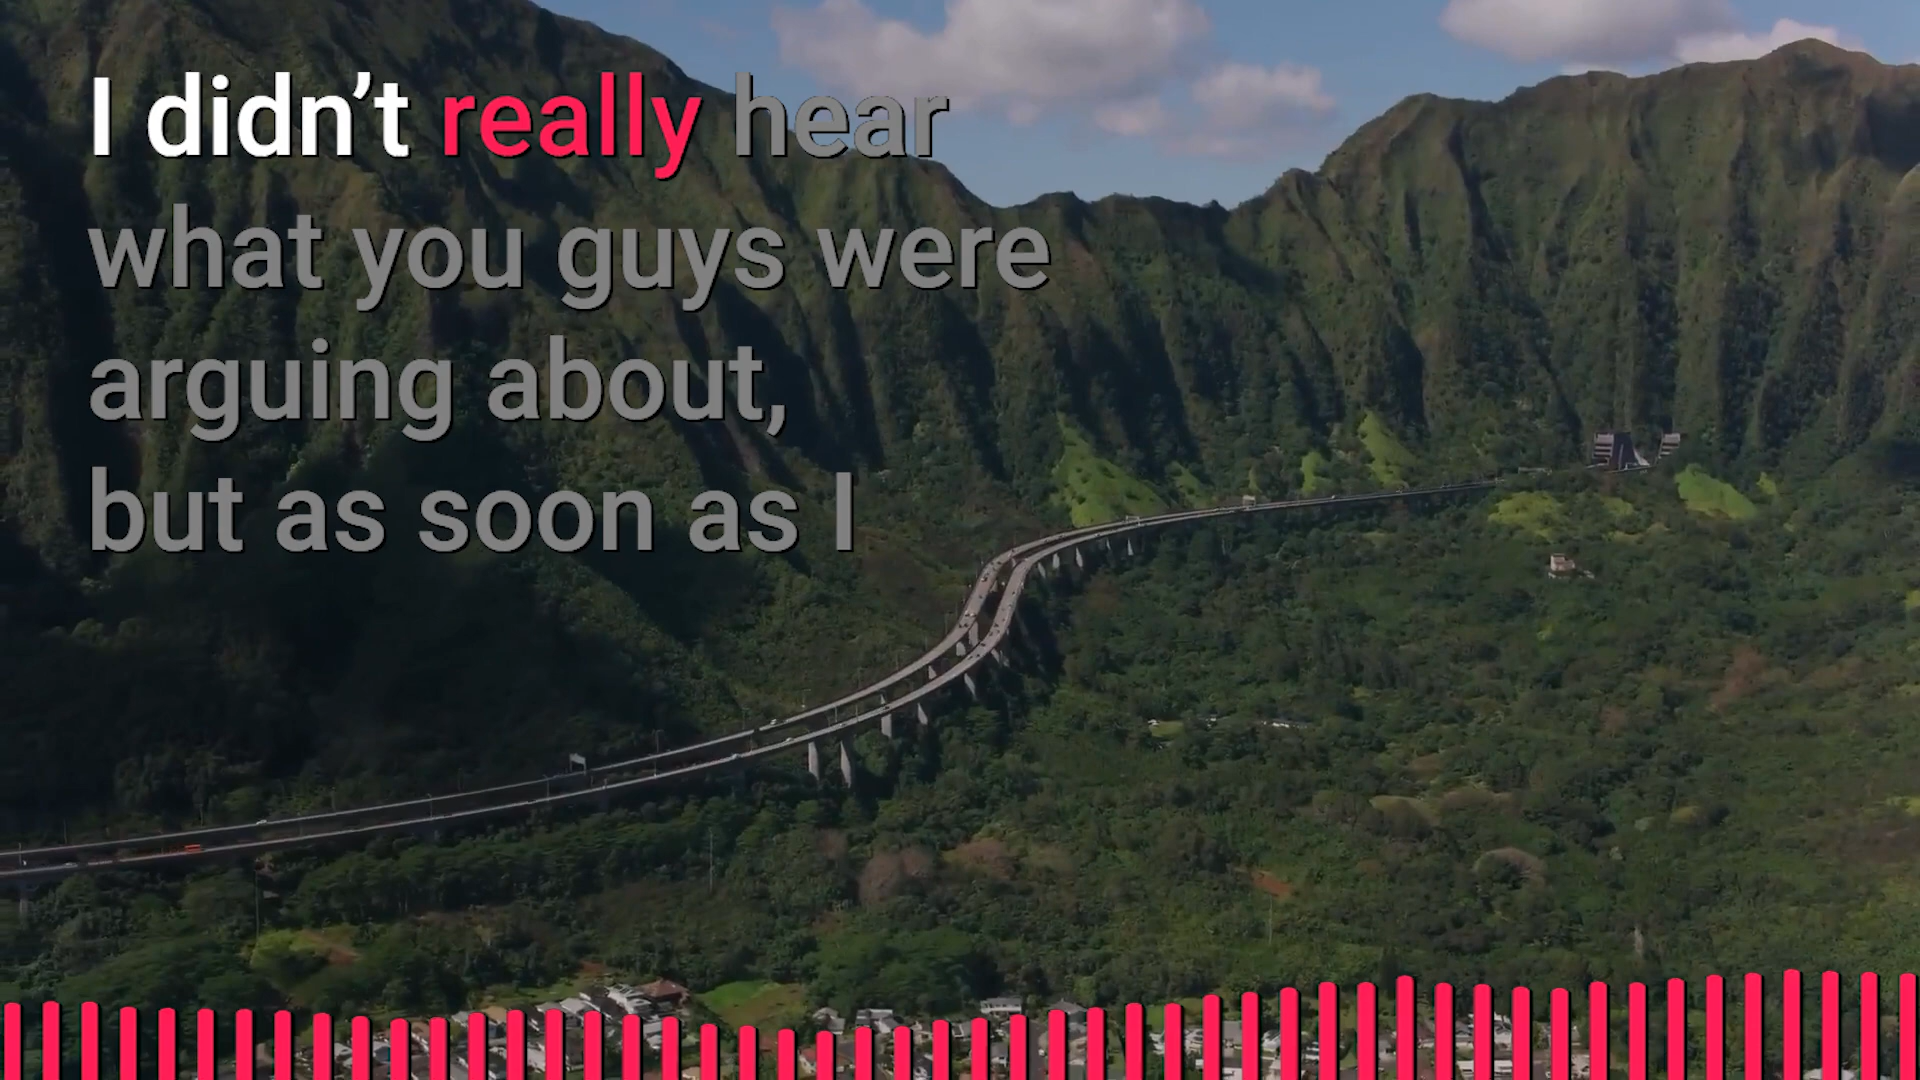 I didn’t really hear
what you guys were
arguing about,
but as soon as I